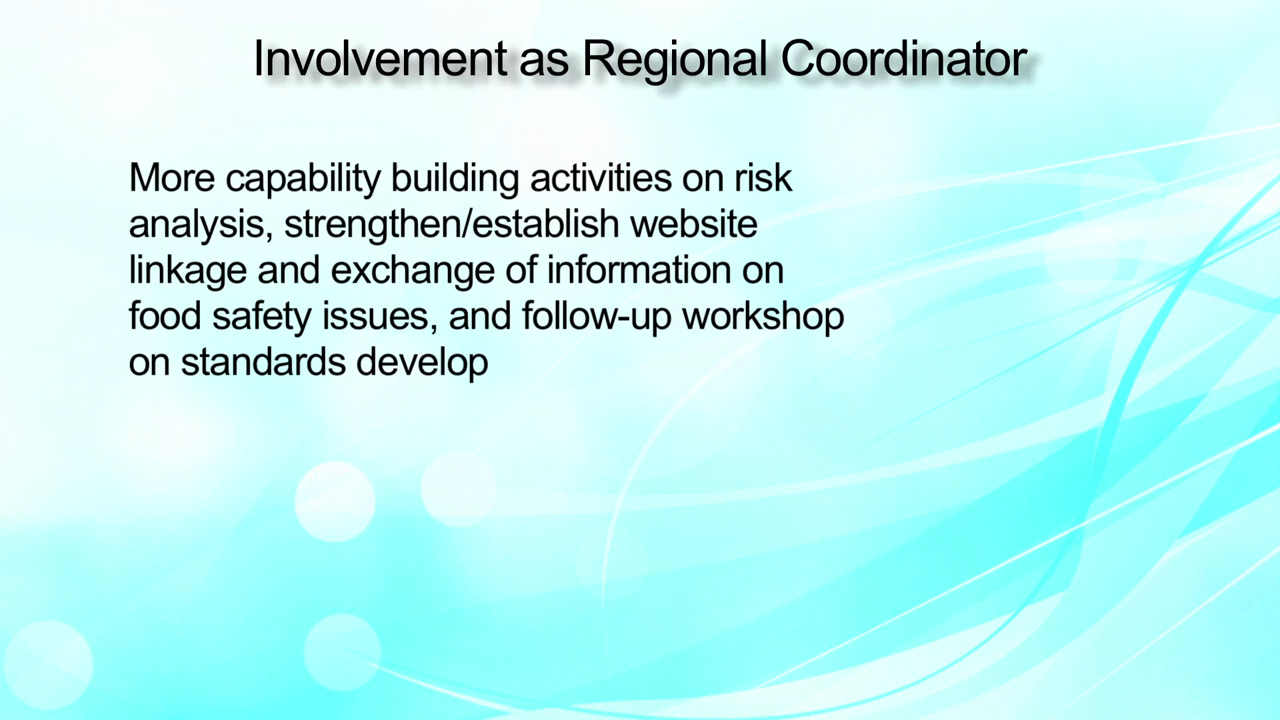 Involvement as Regional Coordinator
More capability building activities on risk
analysis, strengthen/establish website
linkage and exchange of information on
food safety issues, and follow-up workshop
on standards develop